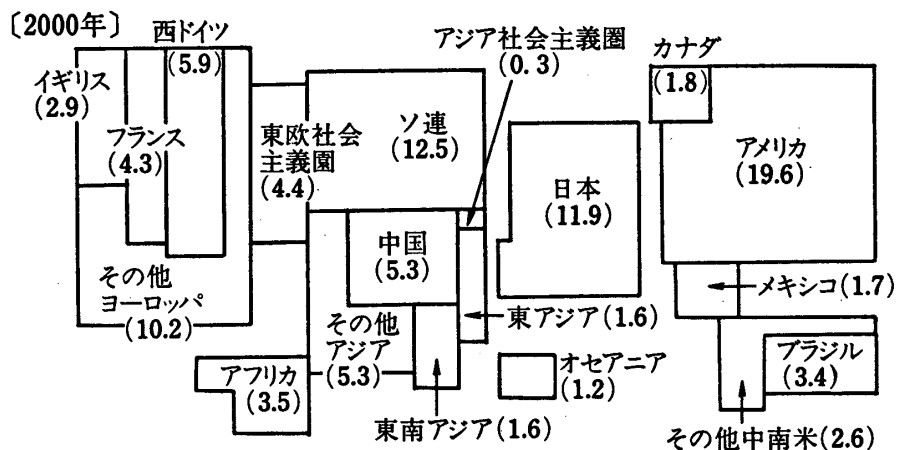 〔2000年〕
西ドイツ
(5.9)
イギリス
(2.9)
フランス
(4.3)
その他
ヨーロッパ
(10.2)
東欧社会
主義園
(4.4)
ソ連
(12.5)
アジア社会主義圏
(0.3)
中国
(5.3)
その他
アジア
(5.3)
東アジア(1.6)
東南アジア(1.6)
アフリカ
(3.5)
日本
(11.9)
オセアニア
(1.2)
カナダ
(1.8)
アメリカ
(19.6)
メキシコ(1.7)
ブラジル
(3.4)
その他中南米(2.6)